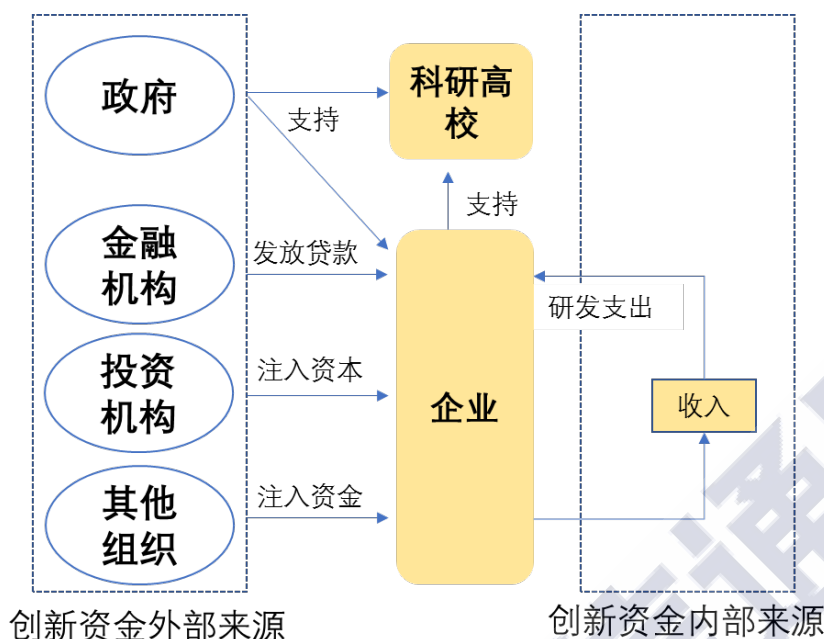 政府
科研高
校
支持
支持
金融
机构
发放贷款
研发支出
投资
机构
注入资本
企业
收入
其他
组织
注入资金
创新资金外部来源
创新资金内部来源